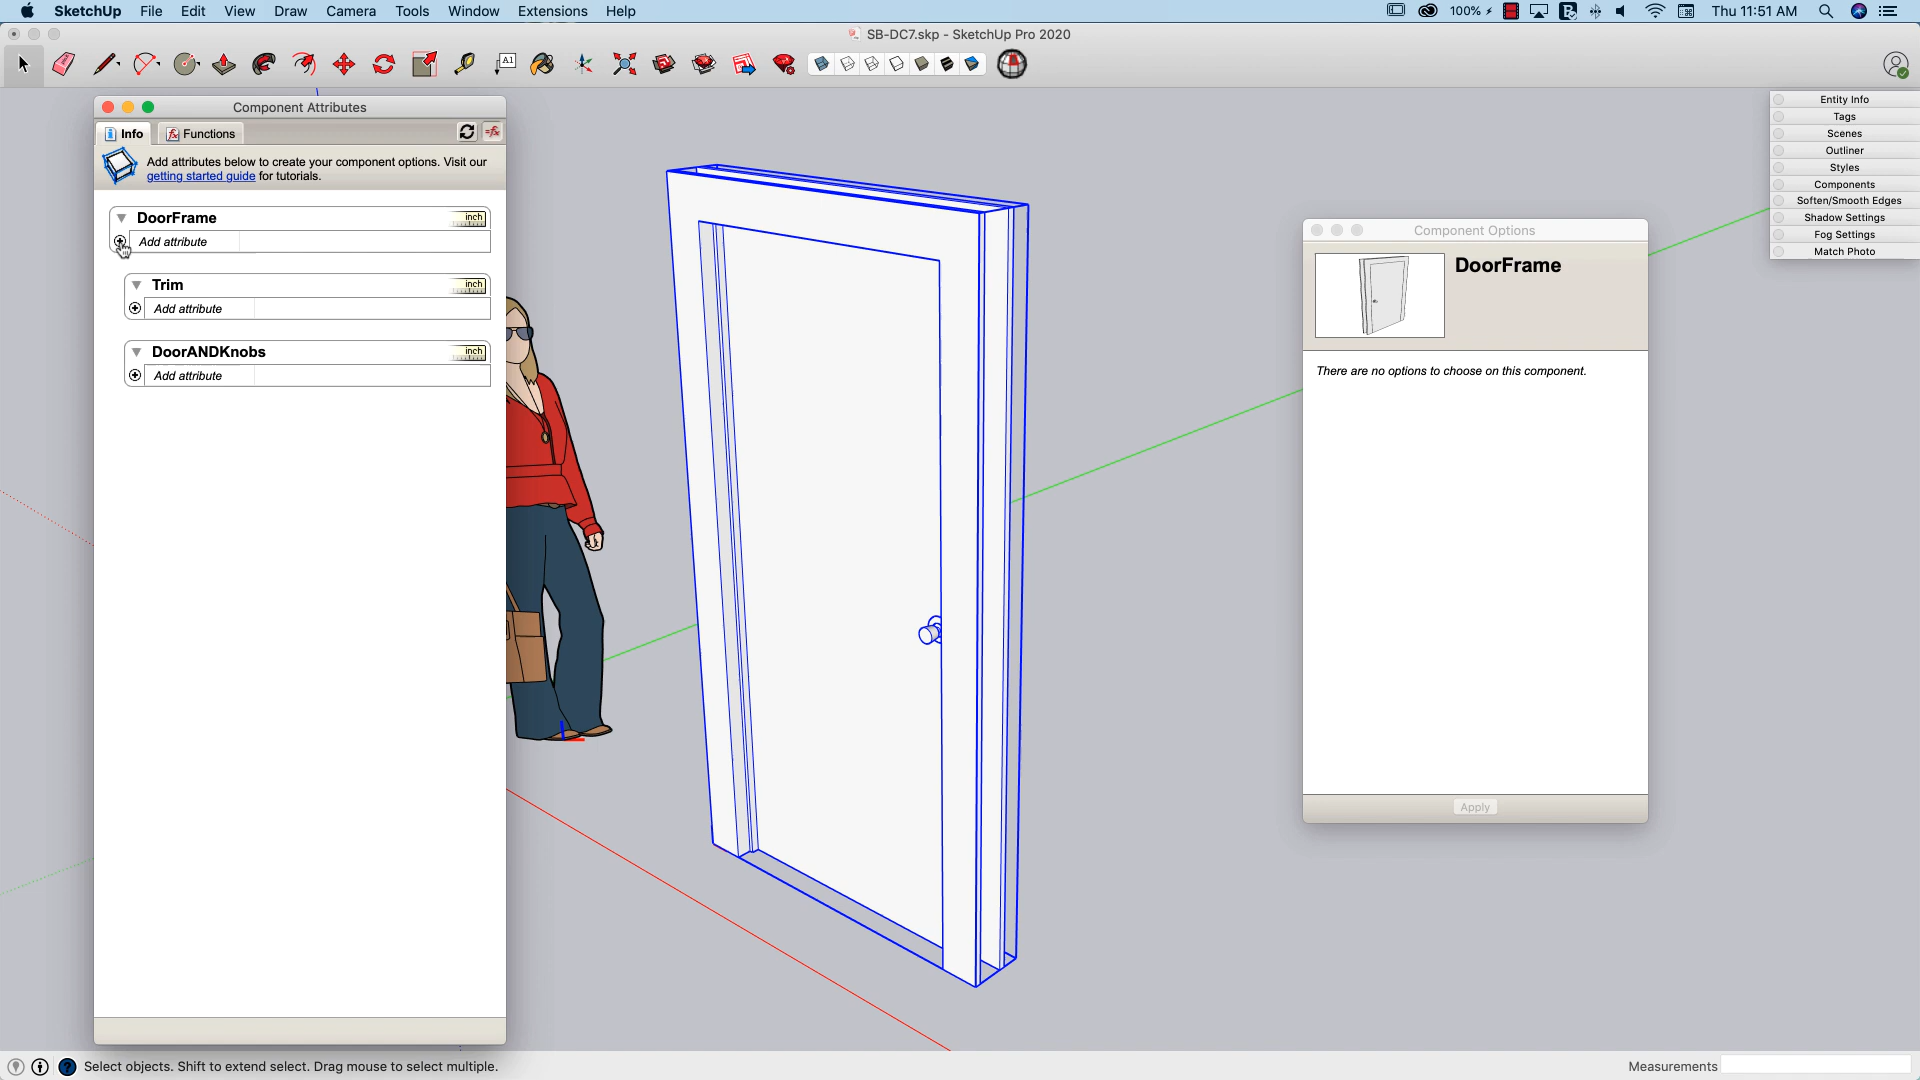 SketchUp File Edit View Draw Camera Tools Window Extensions Help 100% Thu 11:51 AM
SB-DC7.skp - SketchUp Pro 2020
A1
Component Attributes
Info Functions
Add attributes below to create your component options. Visit our
getting started guide for tutorials.
DoorFrame inch
Add attribute
Trim inch
Add attribute
DoorANDKnobs inch
Add attribute
Entity Info
Tags
Scenes
Outliner
Styles
Components
Soften/Smooth Edges
Shadow Settings
Fog Settings
Match Photo
Component Options
DoorFrame
There are no options to choose on this component.
Apply
Select objects. Shift to extend select. Drag mouse to select multiple.
Measurements